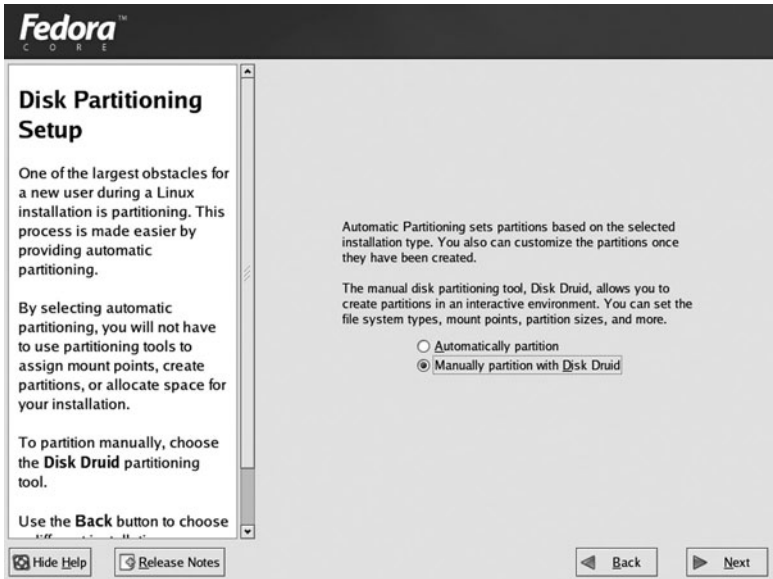 Fedora™
CORE
Disk Partitioning
Setup
One of the largest obstacles for
a new user during a Linux
installation is partitioning. This
process is made easier by
providing automatic
partitioning.
By selecting automatic
partitioning, you will not have
to use partitioning tools to
assign mount points, create
partitions, or allocate space for
your installation.
To partition manually, choose
the Disk Druid partitioning
tool.
Use the Back button to choose
Automatic Partitioning sets partitions based on the selected
installation type. You also can customize the partitions once
they have been created.
The manual disk partitioning tool, Disk Druid, allows you to
create partitions in an interactive environment. You can set the
file system types, mount points, partition sizes, and more.
Automatically partition
Manually partition with Disk Druid
Hide Help
Release Notes
Back
Next